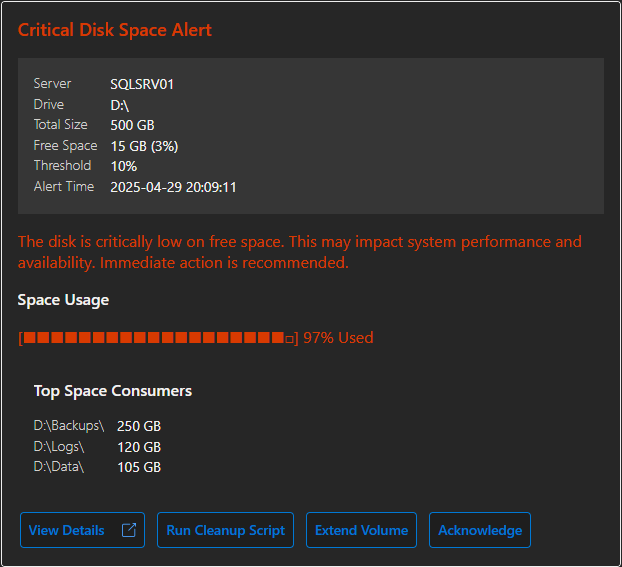 Critical Disk Space Alert
Server SQLSRV01
Drive D:\
Total Size 500 GB
Free Space 15 GB (3%)
Threshold 10%
Alert Time 2025-04-29 20:09:11
The disk is critically low on free space. This may impact system performance and
availability. Immediate action is recommended.
Space Usage
[■■■■■■■■■■■■■■■■■■■□] 97% Used
Top Space Consumers
D:\Backups\ 250 GB
D:\Logs\ 120 GB
D:\Data\ 105 GB
View Details Run Cleanup Script Extend Volume Acknowledge